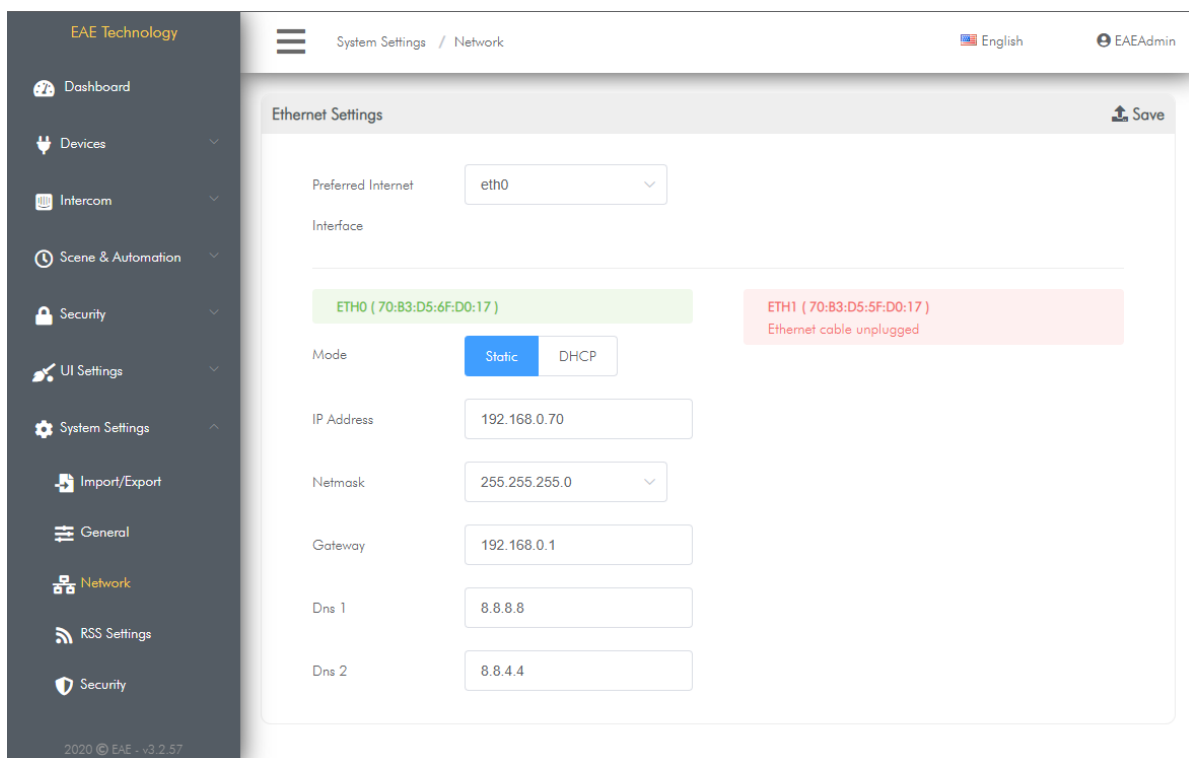 EAE Technology
System Settings / Network
English
EAEAdmin
Dashboard
Devices
Intercom
Scene & Automation
Security
UI Settings
System Settings
Import/Export
General
Network
RSS Settings
Security
2020 © EAE - v3.2.57
Ethernet Settings
Save
Preferred Internet
Interface
eth0
ETH0 ( 70:B3:D5:6F:D0:17 )
ETH1 ( 70:B3:D5:5F:D0:17 )
Ethernet cable unplugged
Mode
Static
DHCP
IP Address
192.168.0.70
Netmask
255.255.255.0
Gateway
192.168.0.1
Dns 1
8.8.8.8
Dns 2
8.8.4.4